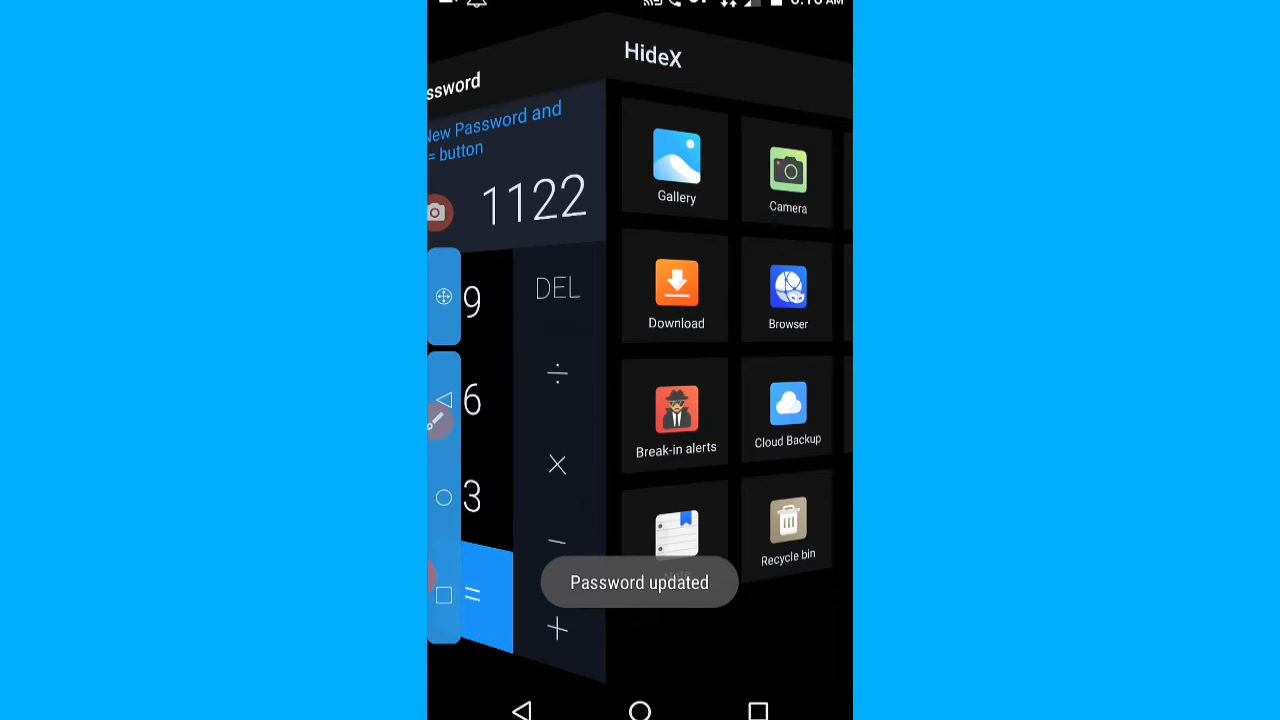 HideX
ssword
New Password and
= button
1122
Gallery
Camera
9
DEL
Download
Browser
6
÷
×
Break-in alerts
Cloud Backup
3
−
Recycle bin
Password updated
=
+